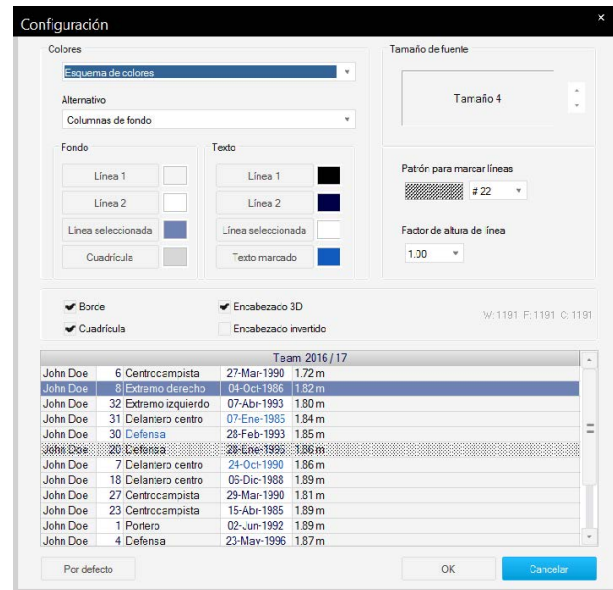 Configuración
Colores
Esquema de colores
Alternativo
Columnas de fondo
Fondo
Línea 1
Línea 2
Línea seleccionada
Cuadrícula
Texto
Línea 1
Línea 2
Línea seleccionada
Texto marcado
Tamaño de fuente
Tamaño 4
Patrón para marcar líneas
# 22
Factor de altura de línea
1.00
Borde
Cuadrícula
Encabezaco 3D
Encabezaco invertido
W: 1191 F: 1191 C: 1191
Team 2016 / 17
John Doe 6 Centrocampista 27-Mar-1990 1.72 m
John Doe 8 Extremo derecho 04-Oct-1986 1.82 m
John Doe 32 Extremo izquierdo 07-Abr-1993 1.80 m
John Doe 31 Delantero centro 07-Ene-1985 1.84 m
John Doe 30 Defensa 28-Feb-1993 1.85 m
John Doe 20 Defensa 28-Ene-1995 1.86 m
John Doe 7 Delantero centro 24-Oct-1990 1.86 m
John Doe 18 Delantero centro 06-Dic-1988 1.89 m
John Doe 27 Centrocampista 29-Mar-1990 1.81 m
John Doe 23 Centrocampista 15-Abr-1985 1.89 m
John Doe 1 Portero 02-Jun-1992 1.89 m
John Doe 4 Defensa 23-May-1996 1.87 m
Por defecto
OK
Cancelar